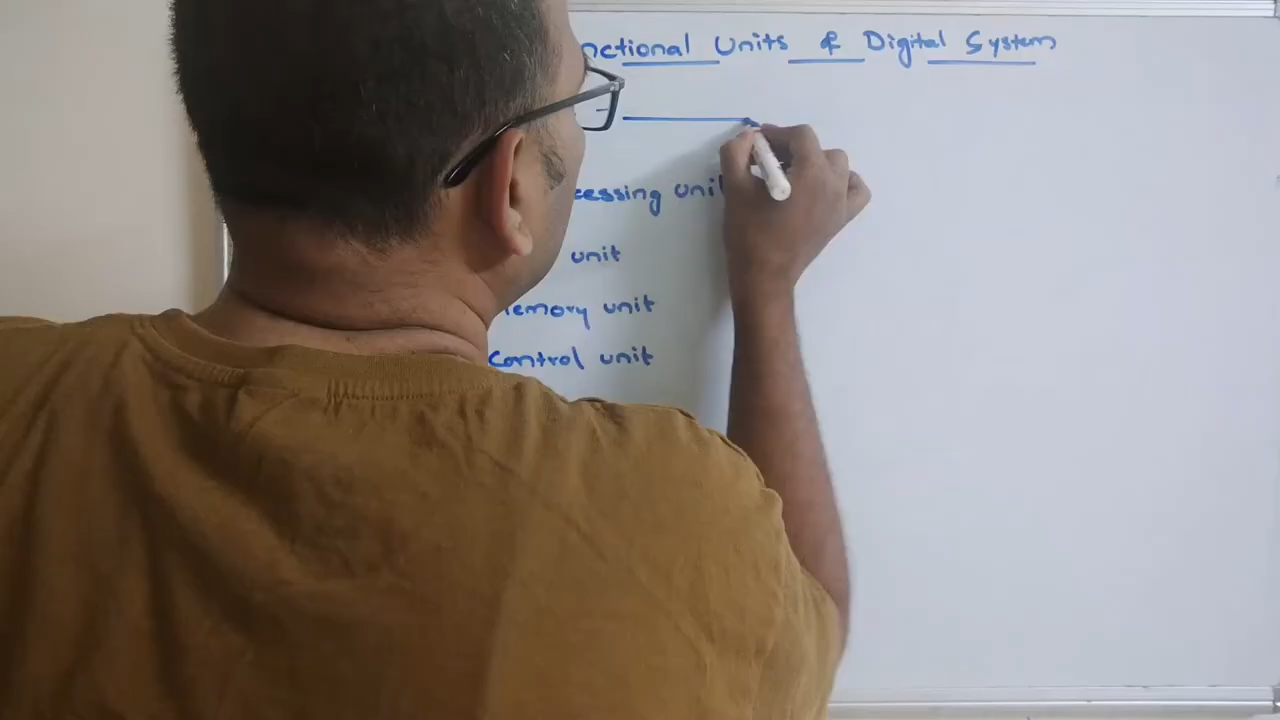 nctional Units & Digital System
cessing unit
unit
emory unit
Control unit